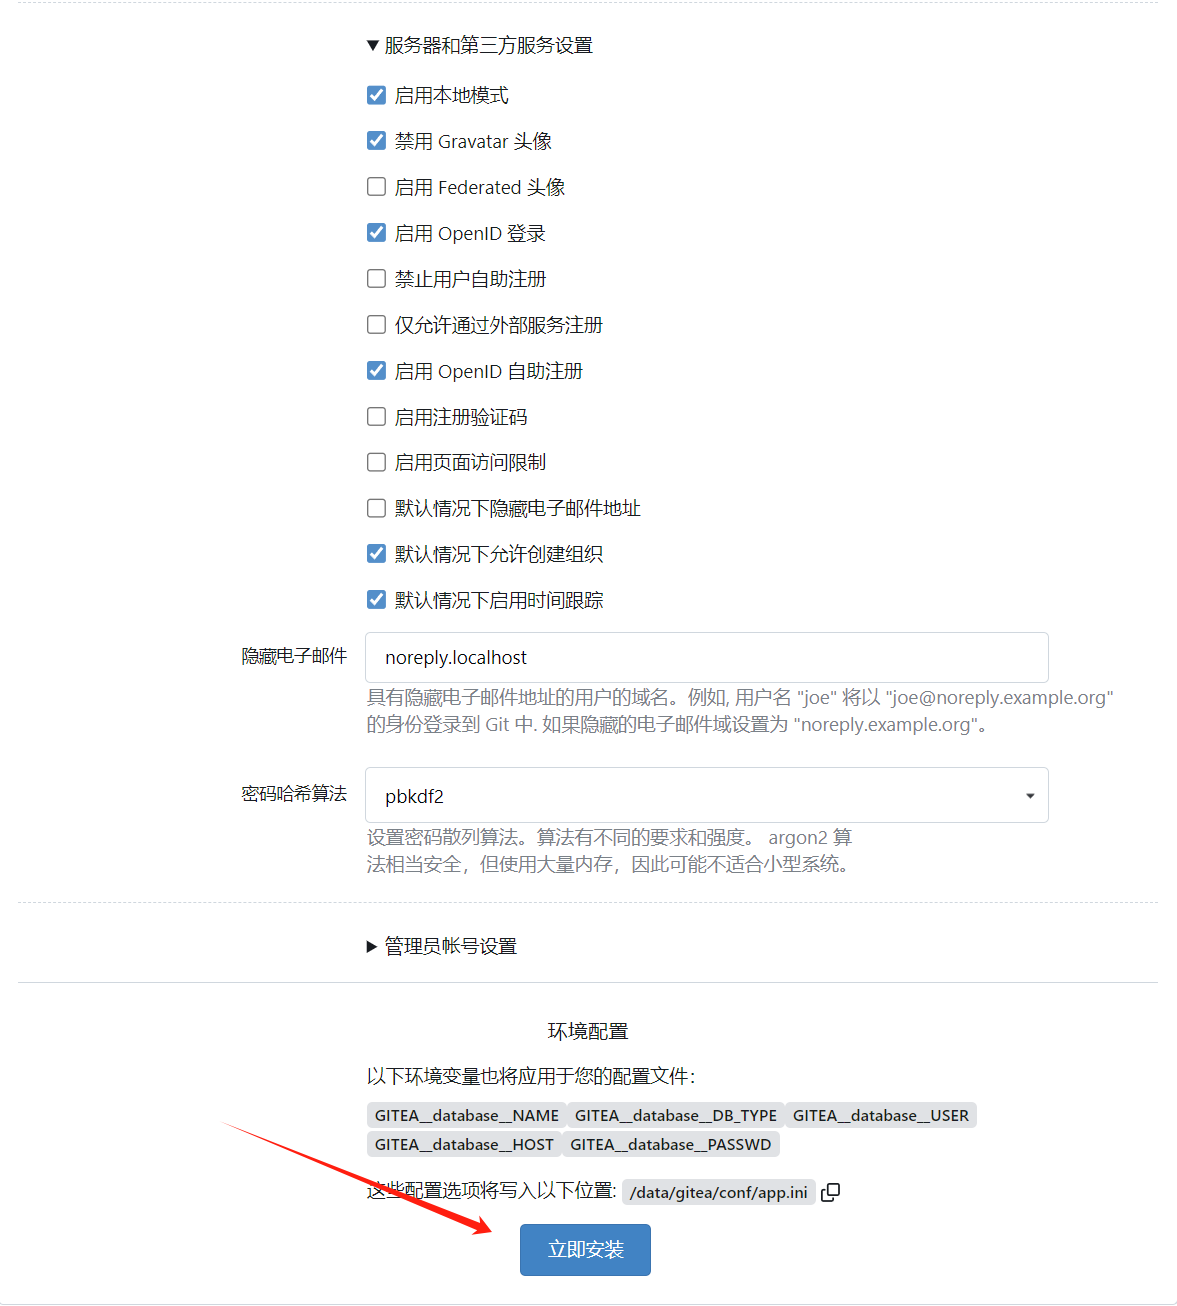 服务器和第三方服务设置
启用本地模式
禁用 Gravatar 头像
启用 Federated 头像
启用 OpenID 登录
禁止用户自助注册
仅允许通过外部服务注册
启用 OpenID 自助注册
启用注册验证码
启用页面访问限制
默认情况下隐藏电子邮件地址
默认情况下允许创建组织
默认情况下启用时间跟踪
隐藏电子邮件
noreply.localhost
具有隐藏电子邮件地址的用户的域名。例如, 用户名 "joe" 将以 "joe@noreply.example.org"
的身份登录到 Git 中. 如果隐藏的电子邮件域设置为 "noreply.example.org"。
密码哈希算法
pbkdf2
设置密码散列算法。算法有不同的要求和强度。 argon2 算
法相当安全，但使用大量内存，因此可能不适合小型系统。
管理员帐号设置
环境配置
以下环境变量也将应用于您的配置文件：
GITEA__database__NAME GITEA__database__DB_TYPE GITEA__database__USER
GITEA__database__HOST GITEA__database__PASSWD
这些配置选项将写入以下位置: /data/gitea/conf/app.ini
立即安装